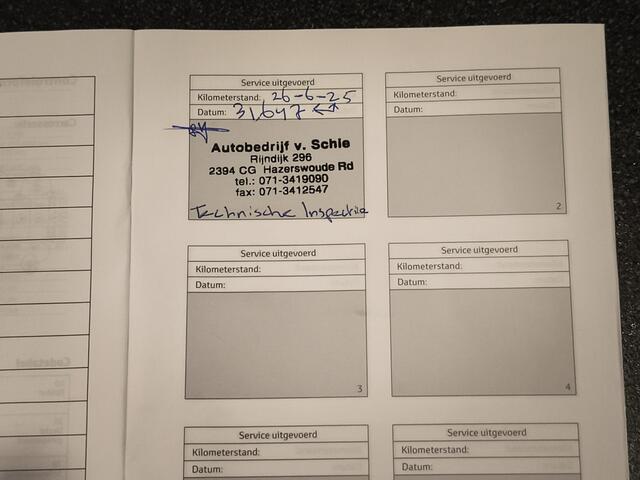 Service uitgevoerd
Kilometerstand: 26-6-25
Datum: 31,647
Autobedrijf v. Schie
Rijndijk 296
2394 CG Hazerswoude Rd
tel.: 071-3419090
fax: 071-3412547
Technische Inspectie
Service uitgevoerd
Kilometerstand:
Datum:
2
Service uitgevoerd
Kilometerstand:
Datum:
3
Service uitgevoerd
Kilometerstand:
Datum:
4
Service uitgevoerd
Kilometerstand:
Datum:
Service uitgevoerd
Kilometerstand:
Datum: